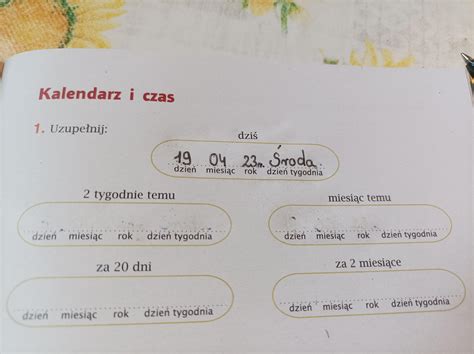 Kalendarz i czas
1. Uzupełnij:
dziś
19 04 23r. Środa
dzień miesiąc rok dzień tygodnia
2 tygodnie temu
dzień miesiąc rok dzień tygodnia
miesiąc temu
dzień miesiąc rok dzień tygodnia
za 20 dni
dzień miesiąc rok dzień tygodnia
za 2 miesiące
dzień miesiąc rok dzień tygodnia